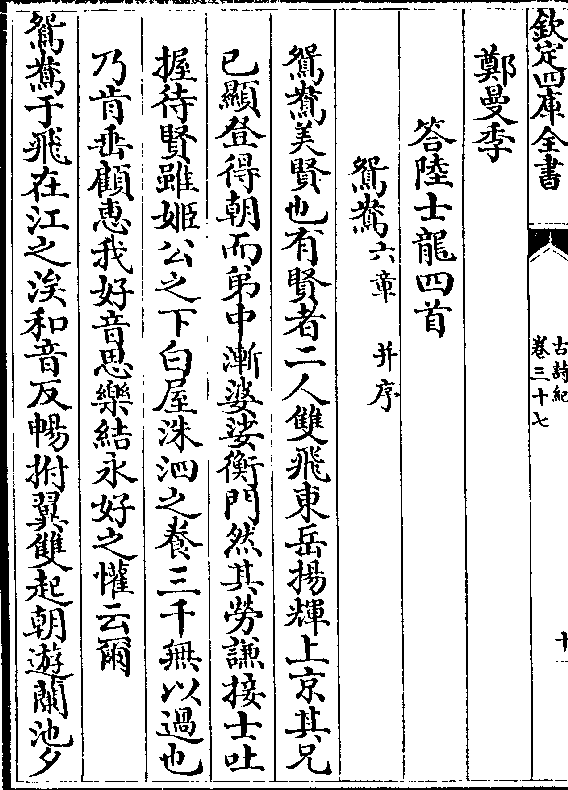 欽定四庫全書
古詩紀
卷三十七
鄭曼季
答陸士龍四首
鴛鴦六章 并序
鴛鴦美賢也有賢者二人雙飛東岳揚輝上京其兄
已顯登得朝而弟中漸婆娑衡門然其勞謙接士吐
握待賢雖姬公之下白屋洙泗之養三千無以過也
乃肯垂顧惠我好音思樂結永好之懽云爾
鴛鴦于飛在江之涘和音反暢拊翼雙起朝遊蘭池夕